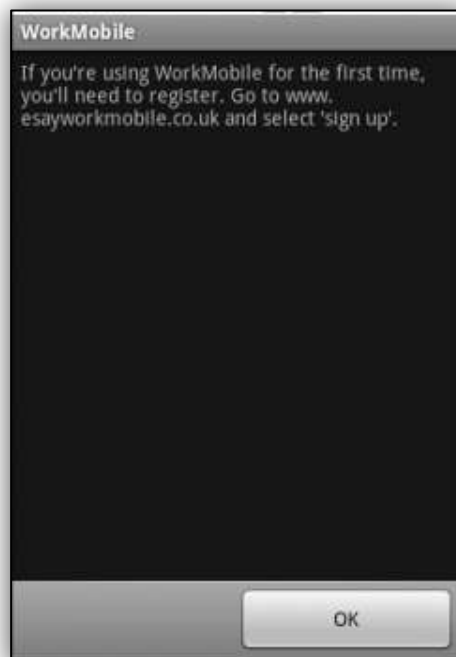 WorkMobile
If you're using WorkMobile for the first time,
you'll need to register. Go to www.
esayworkmobile.co.uk and select 'sign up'.
OK